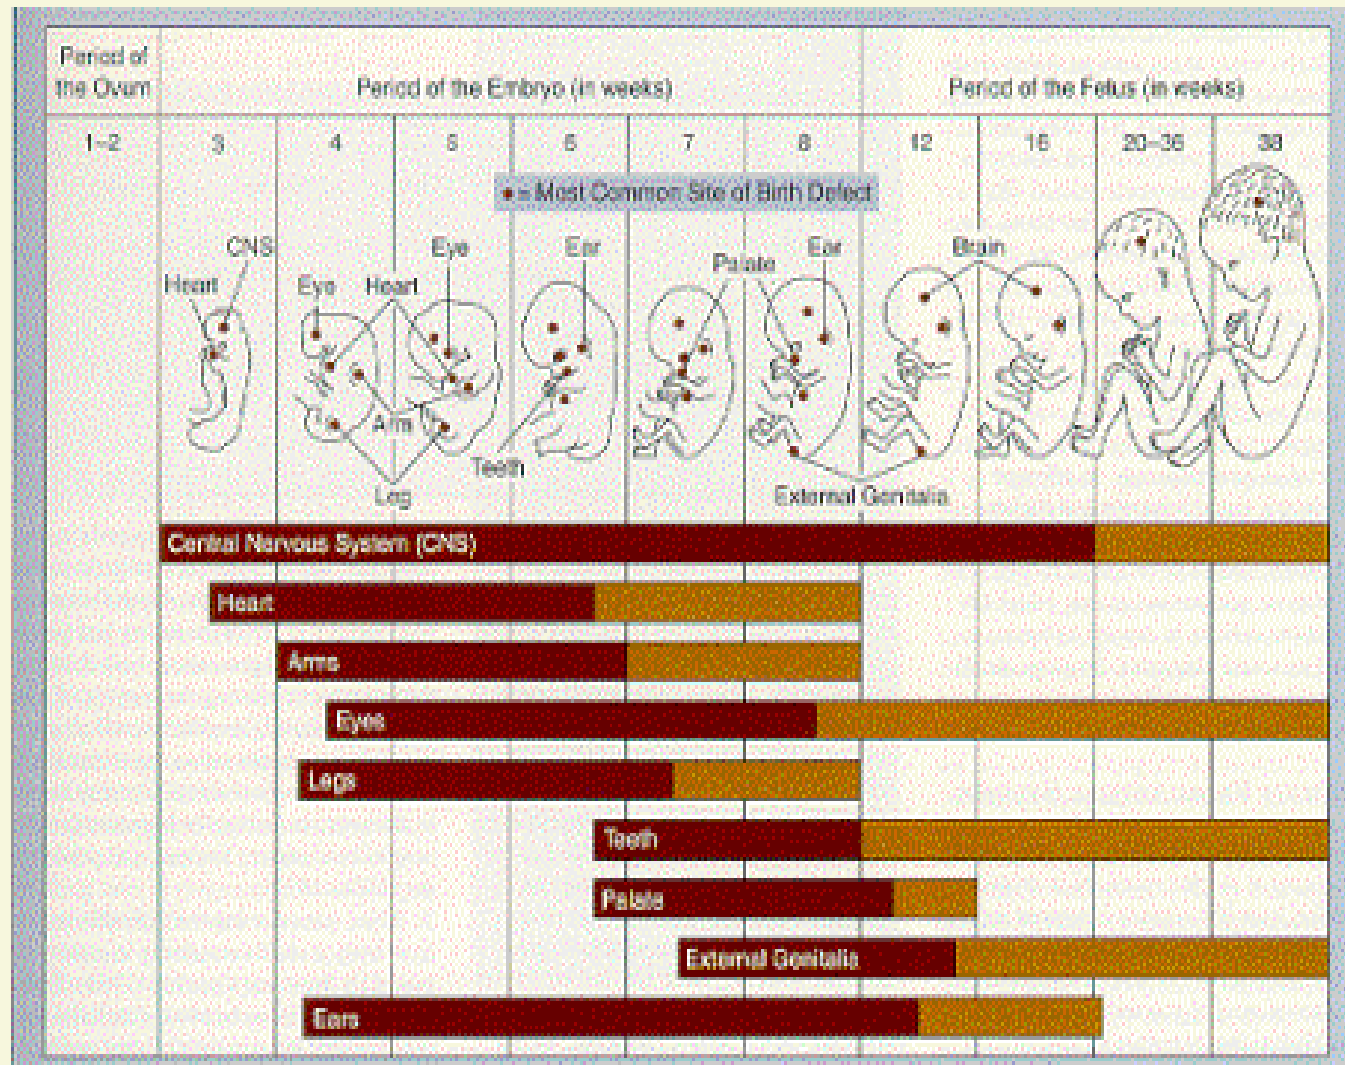 Period of
the Ovum
Period of the Embryo (in weeks)
Period of the Fetus (in weeks)
1–2
3
4
5
6
7
8
12
16
20–36
38
• = Most Common Site of Birth Defect
CNS
Eye
Ear
Palate
Ear
Brain
Heart
Eye
Heart
Arm
Teeth
Leg
External Genitalia
Central Nervous System (CNS)
Heart
Arms
Eyes
Legs
Teeth
Palate
External Genitalia
Ears